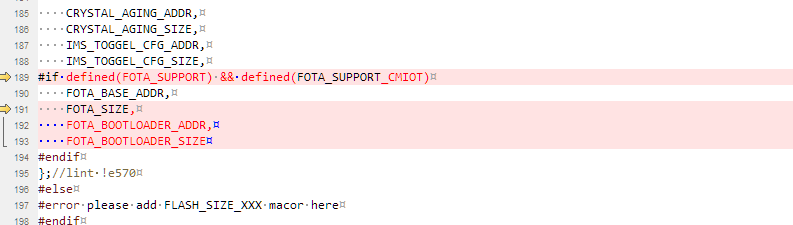 185 ····CRYSTAL_AGING_ADDR,¤
186 ····CRYSTAL_AGING_SIZE,¤
187 ····IMS_TOGGEL_CFG_ADDR,¤
188 ····IMS_TOGGEL_CFG_SIZE,¤
189 #if·defined(FOTA_SUPPORT)·&&·defined(FOTA_SUPPORT_CMIOT)¤
190 ····FOTA_BASE_ADDR,¤
191 ····FOTA_SIZE,¤
192 ····FOTA_BOOTLOADER_ADDR,¤
193 ····FOTA_BOOTLOADER_SIZE¤
194 #endif¤
195 };//lint·!e570¤
196 #else¤
197 #error·please·add·FLASH_SIZE_XXX·macor·here¤
198 #endif¤